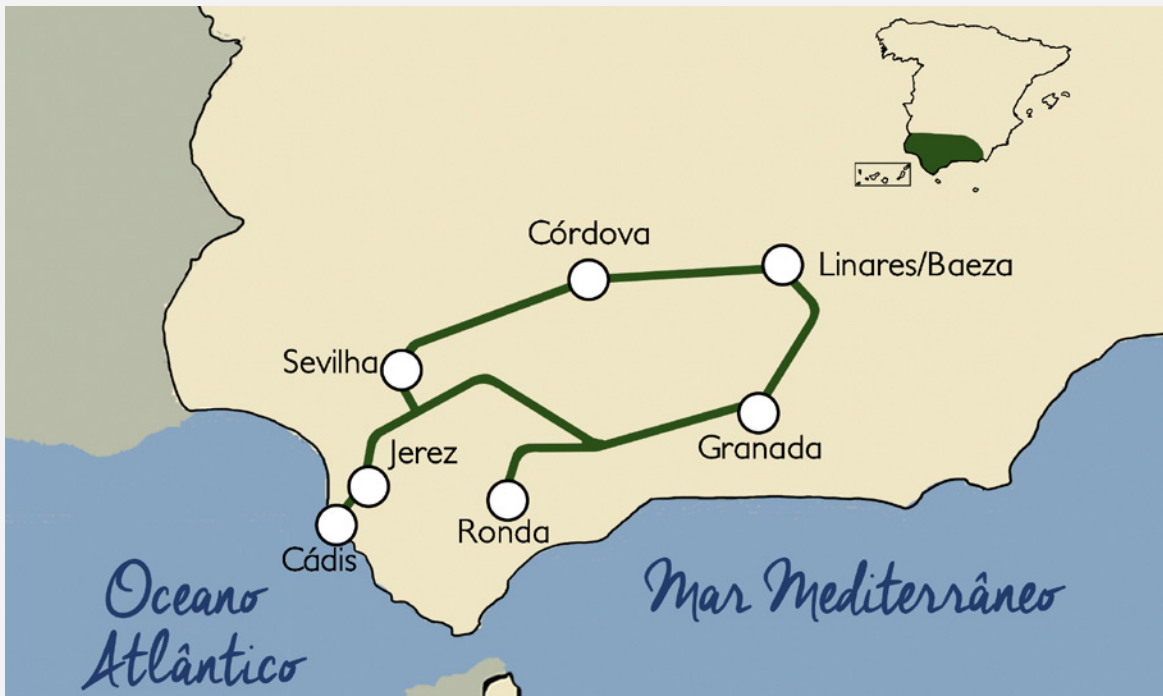 Córdova
Linares/Baeza
Sevilha
Jerez
Granada
Ronda
Cádis
Oceano
Atlântico
Mar Mediterrâneo